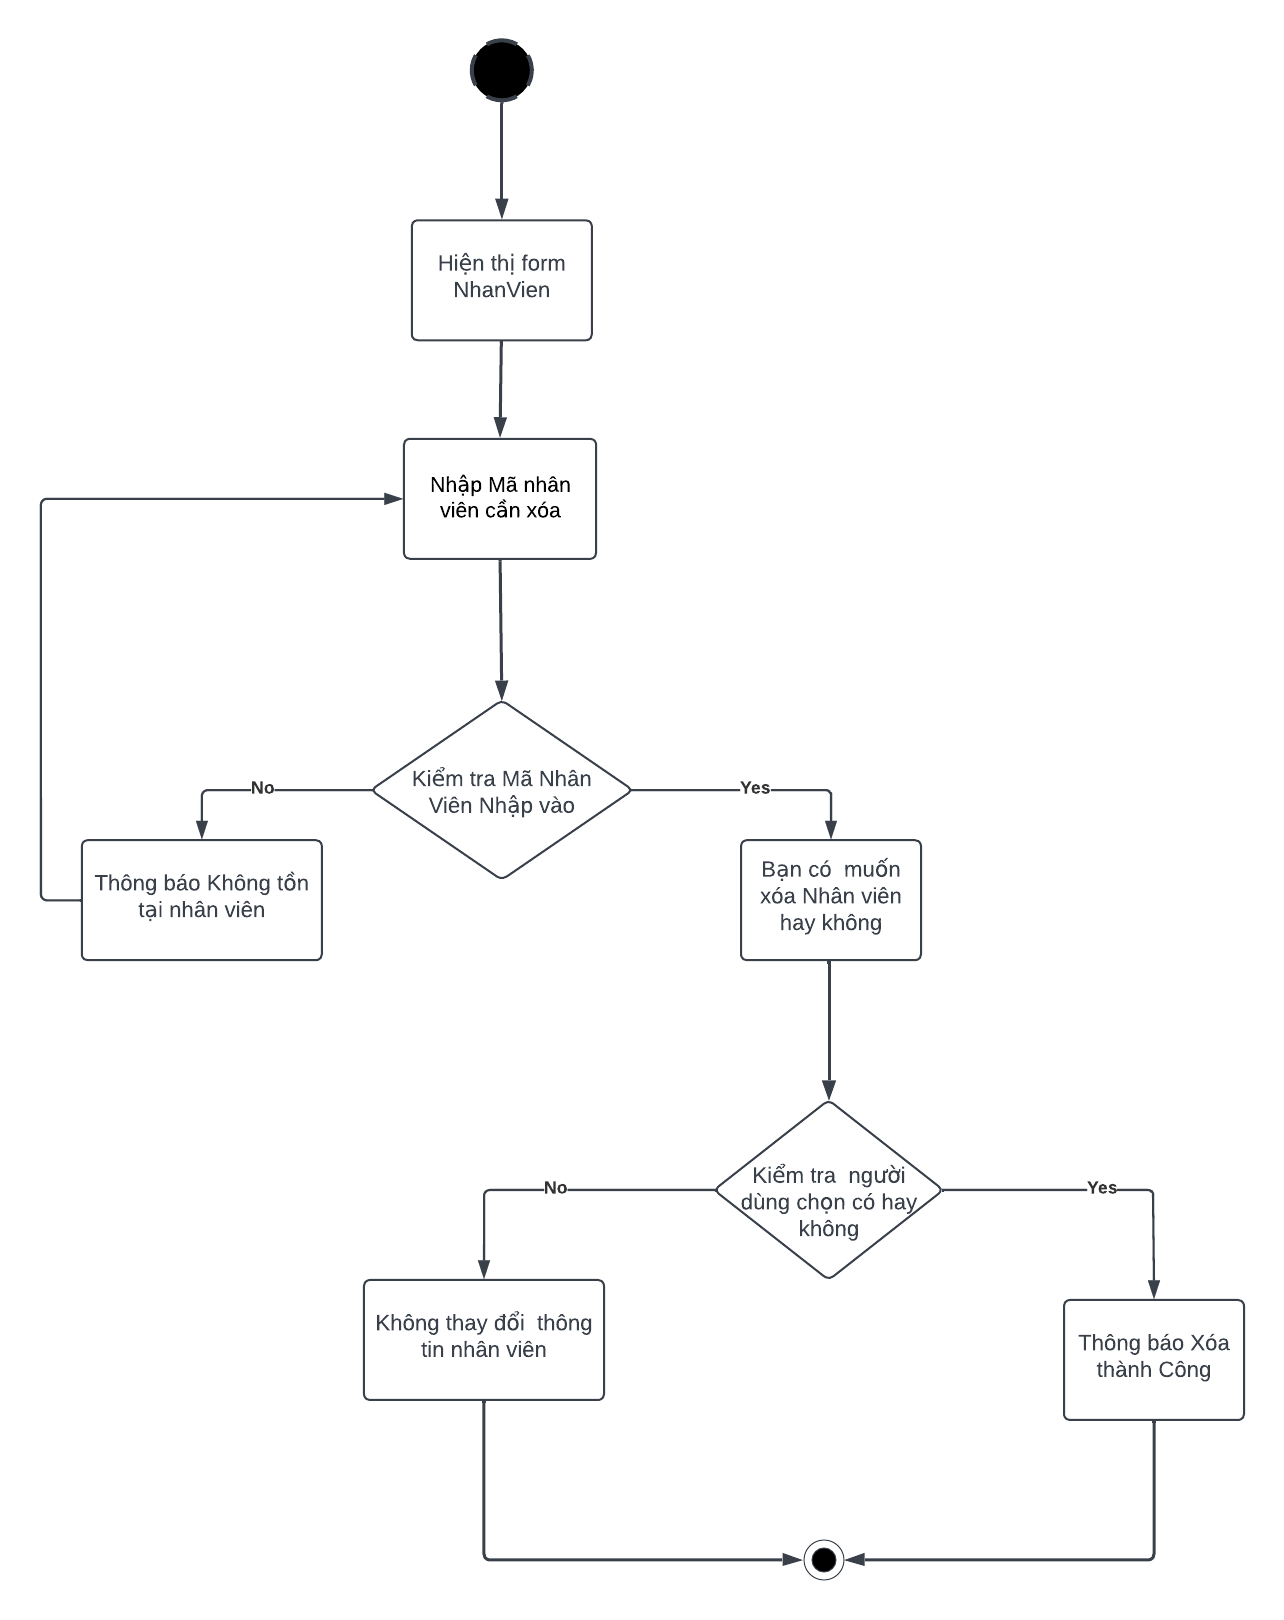 Hiện thị form
NhanVien
Nhập Mã nhân
viên cần xóa
Kiểm tra Mã Nhân
Viên Nhập vào
No
Yes
Thông báo Không tồn
tại nhân viên
Bạn có  muốn
xóa Nhân viên
hay không
Kiểm tra  người
dùng chọn có hay
không
No
Yes
Không thay đổi  thông
tin nhân viên
Thông báo Xóa
thành Công